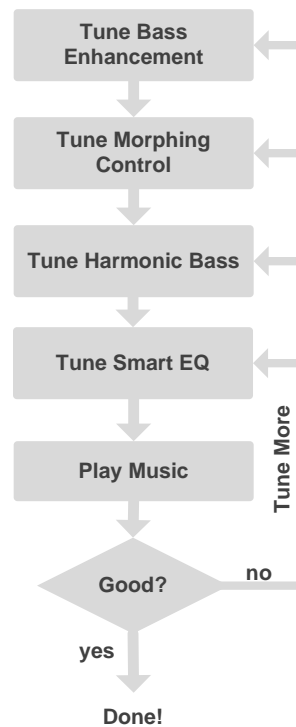 Tune Bass
Enhancement
Tune Morphing
Control
Tune Harmonic Bass
Tune Smart EQ
Tune More
Play Music
Good?
no
yes
Done!